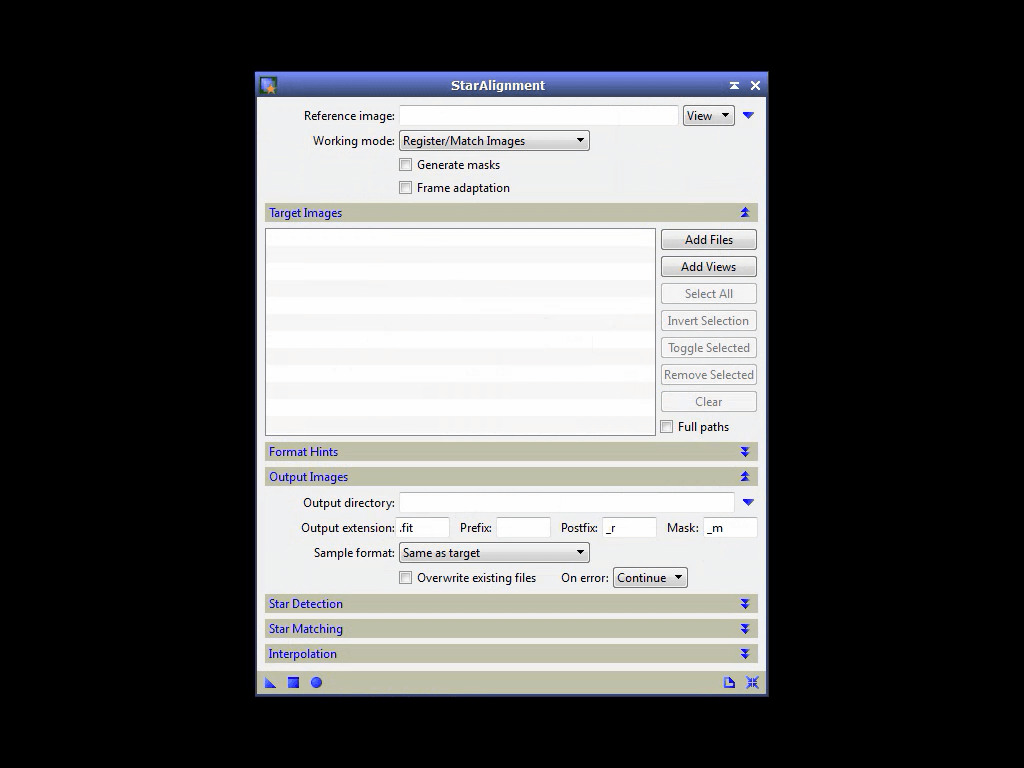 StarAlignment
Reference image: View
Working mode: Register/Match Images
Generate masks
Frame adaptation
Target Images
Add Files
Add Views
Select All
Invert Selection
Toggle Selected
Remove Selected
Clear
Full paths
Format Hints
Output Images
Output directory:
Output extension: .fit Prefix: Postfix: _r Mask: _m
Sample format: Same as target
Overwrite existing files On error: Continue
Star Detection
Star Matching
Interpolation